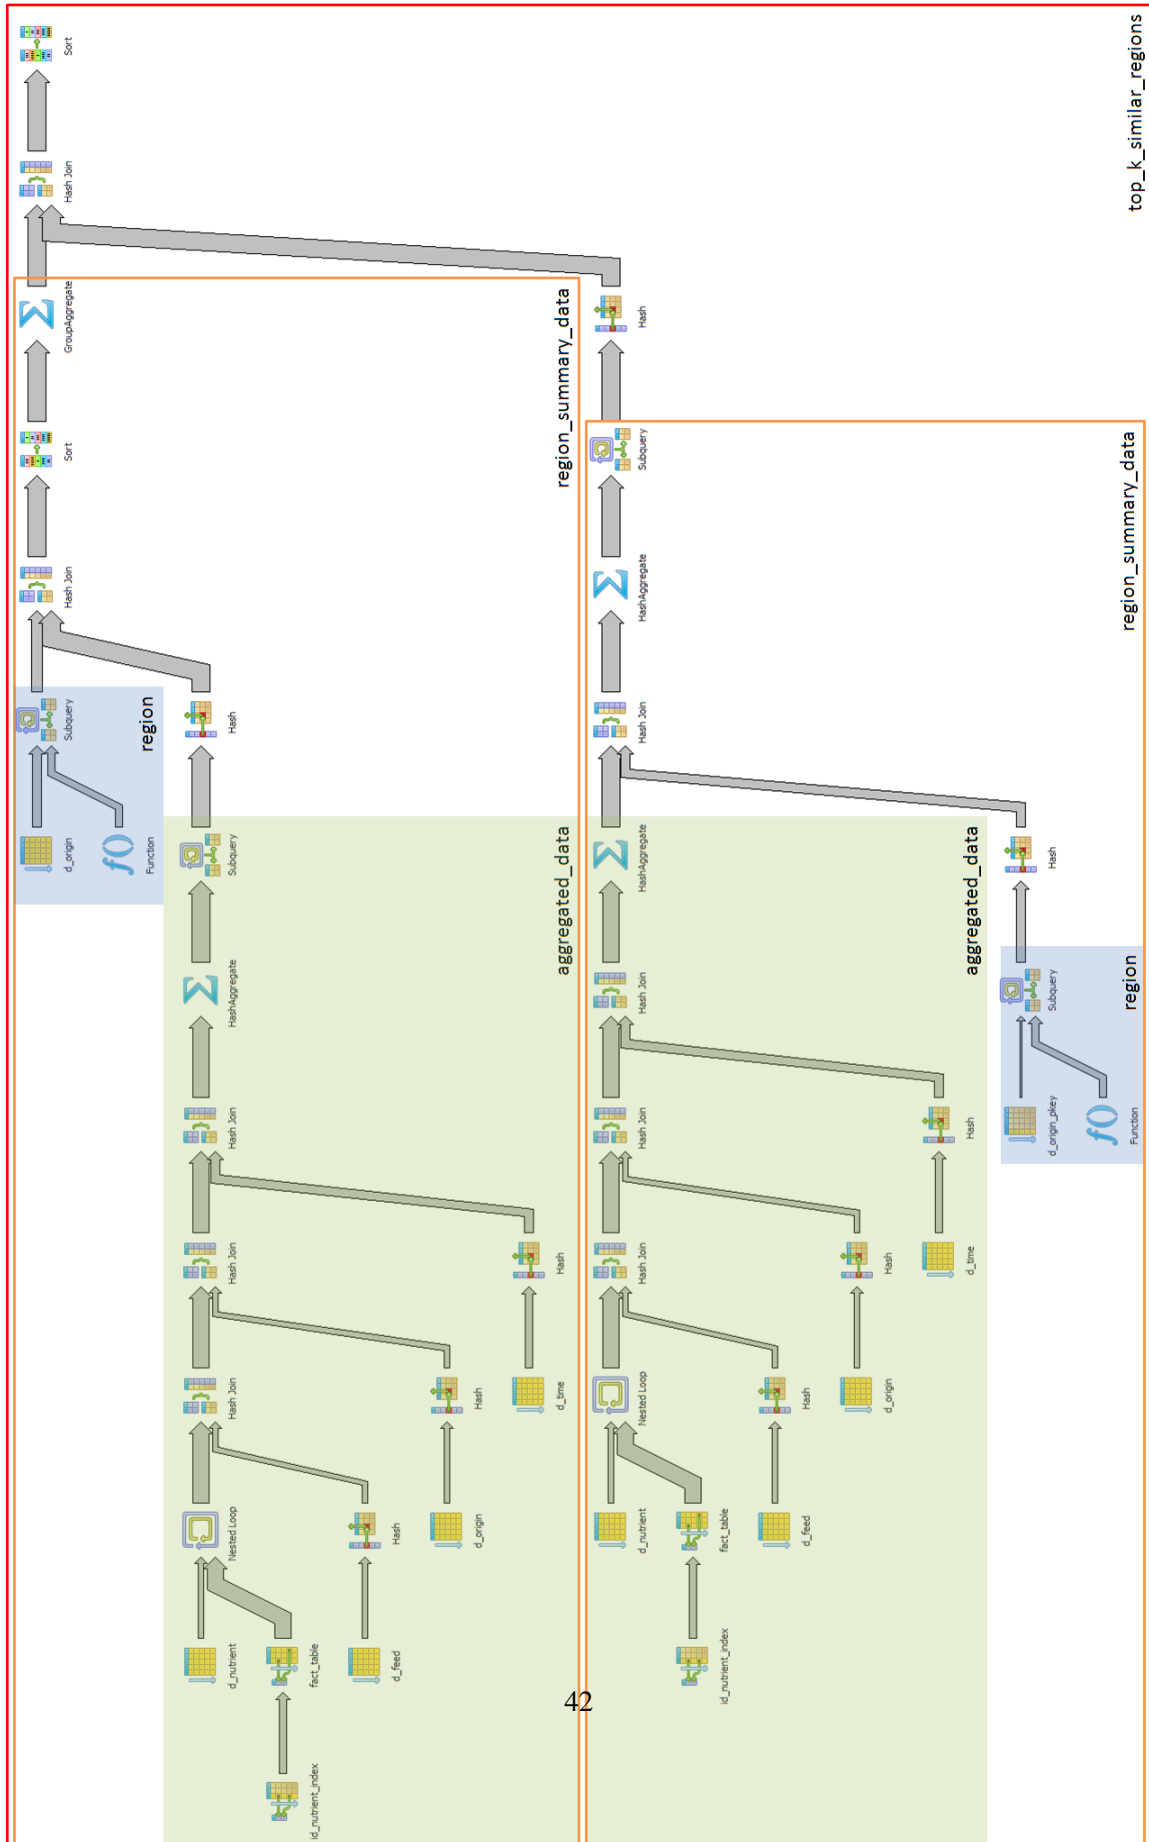 top_k_similar_regions
Sort
Hash Join
region_summary_data
GroupAggregate
Sort
Hash Join
region
Subquery
d_origin
Function
Hash
aggregated_data
Subquery
HashAggregate
Hash Join
Hash Join
Hash Join
Nested Loop
d_nutrient
fact_table
id_nutrient_index
Hash
d_feed
Hash
d_origin
Hash
d_time
Hash
region_summary_data
Subquery
HashAggregate
Hash Join
aggregated_data
HashAggregate
Hash Join
Hash Join
Hash Join
Nested Loop
d_nutrient
fact_table
id_nutrient_index
Hash
d_feed
Hash
d_origin
Hash
d_time
Hash
region
Subquery
d_origin_pkey
Function
42